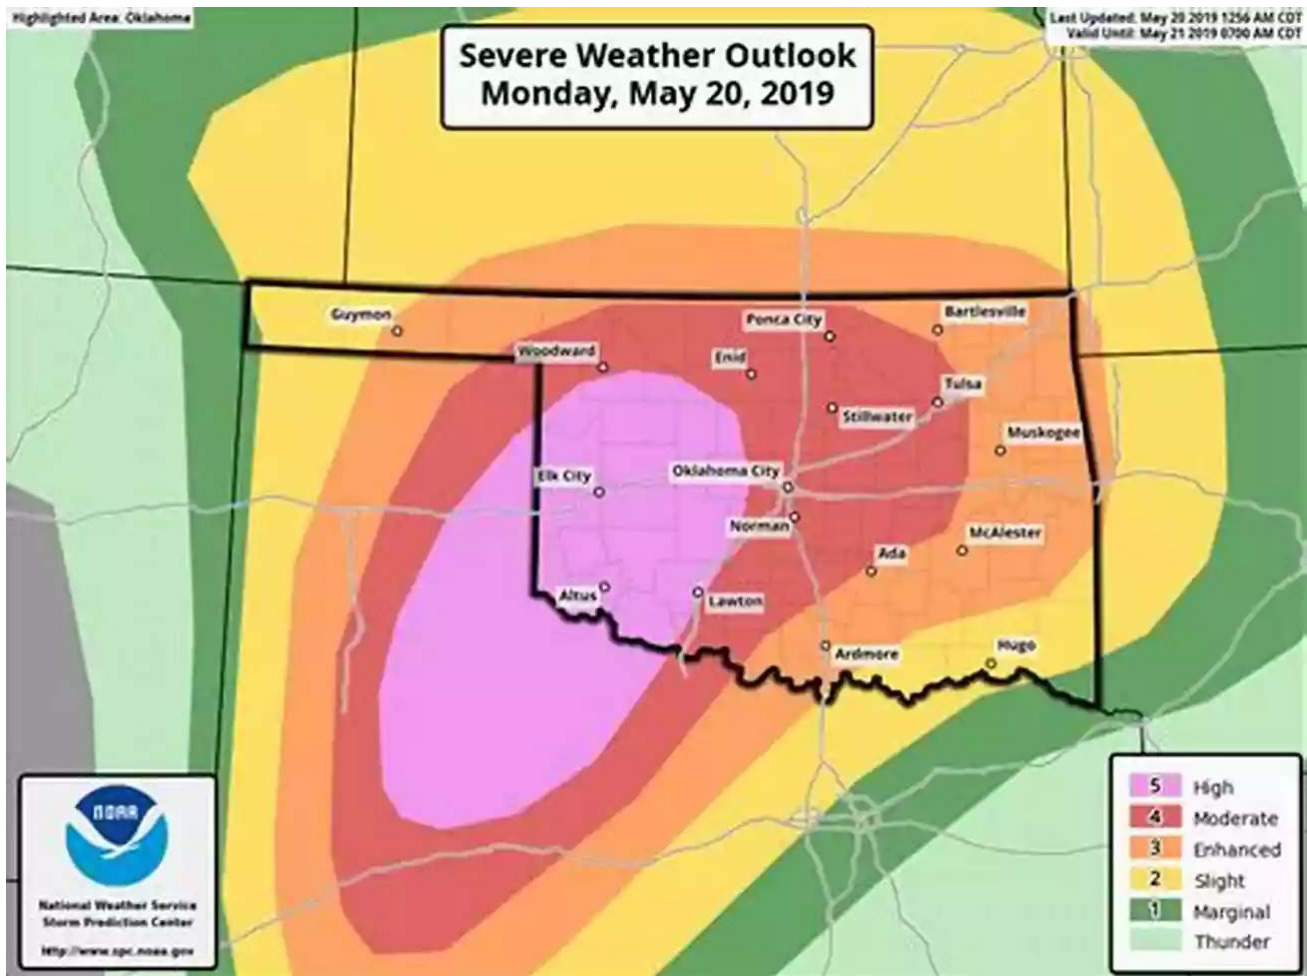 Highlighted Area: Oklahoma
Last Updated: May 20 2019 1256 AM CDT
Valid Until: May 21 2019 0700 AM CDT
Severe Weather Outlook
Monday, May 20, 2019
Guymon
Ponca City
Bartlesville
Woodward
Enid
Tulsa
Stillwater
Muskogee
Elk City
Oklahoma City
Norman
McAlester
Ada
Altus
Lawton
Ardmore
Hugo
5 High
4 Moderate
3 Enhanced
2 Slight
1 Marginal
Thunder
NOAA
National Weather Service
Storm Prediction Center
http://www.spc.noaa.gov